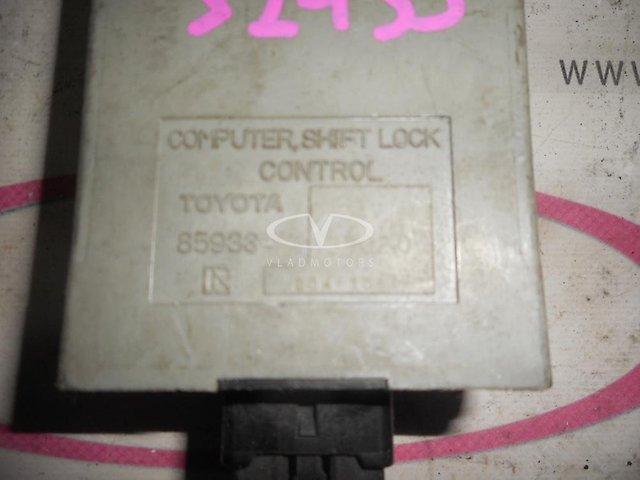 WWW
COMPUTER, SHIFT LOCK
CONTROL
TOYOTA
85933-
VLADMOTORS